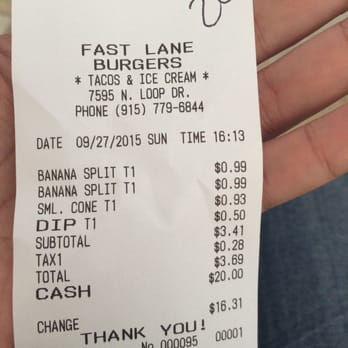 FAST LANE
BURGERS
* TACOS & ICE CREAM *
7595 N. LOOP DR.
PHONE (915) 779-6844
DATE 09/27/2015 SUN TIME 16:13
BANANA SPLIT T1 $0.99
BANANA SPLIT T1 $0.99
SML. CONE T1 $0.93
DIP T1 $0.50
SUBTOTAL $3.41
TAX1 $0.28
TOTAL $3.69
CASH $20.00
CHANGE $16.31
THANK YOU!
No 000095 00001